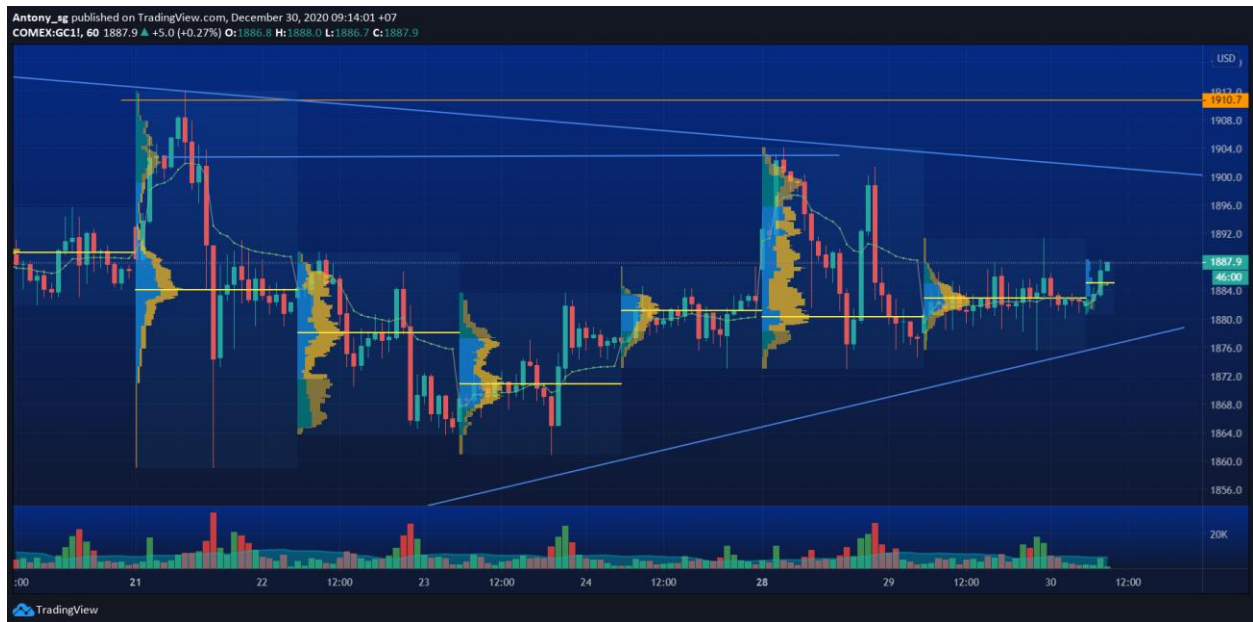 Antony_sg published on TradingView.com, December 30, 2020 09:14:01 +07
COMEX:GC1!, 60 1887.9 ▲ +5.0 (+0.27%) O:1886.8 H:1888.0 L:1886.7 C:1887.9
USD
1912.0
1910.7
1908.0
1904.0
1900.0
1896.0
1892.0
1887.9
46:00
1884.0
1880.0
1876.0
1872.0
1868.0
1864.0
1860.0
1856.0
20K
:00 21 22 12:00 23 12:00 24 12:00 28 29 12:00 30 12:00
TradingView